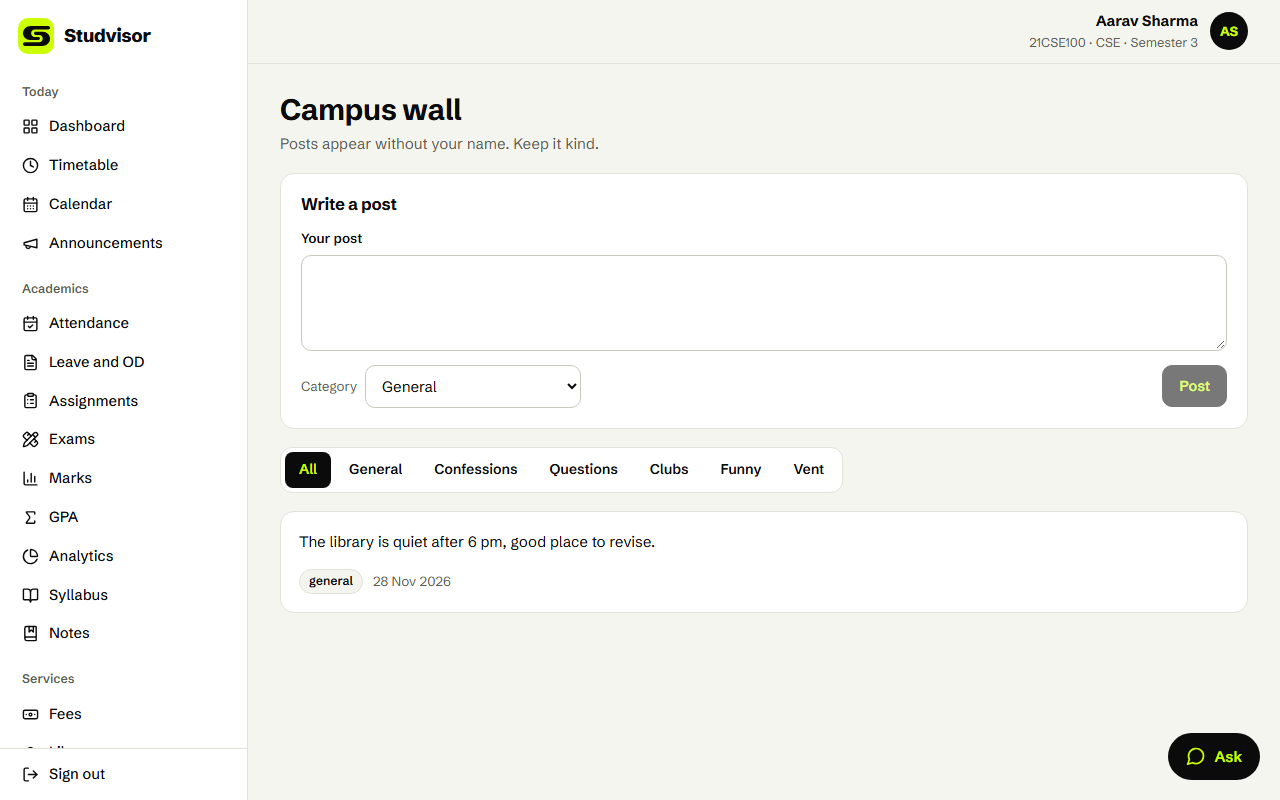 Studvisor
Today
Dashboard
Timetable
Calendar
Announcements
Academics
Attendance
Leave and OD
Assignments
Exams
Marks
GPA
Analytics
Syllabus
Notes
Services
Fees
Sign out
Aarav Sharma
21CSE100 · CSE · Semester 3
AS
Campus wall
Posts appear without your name. Keep it kind.
Write a post
Your post
Category
General
Post
All General Confessions Questions Clubs Funny Vent
The library is quiet after 6 pm, good place to revise.
general 28 Nov 2026
Ask